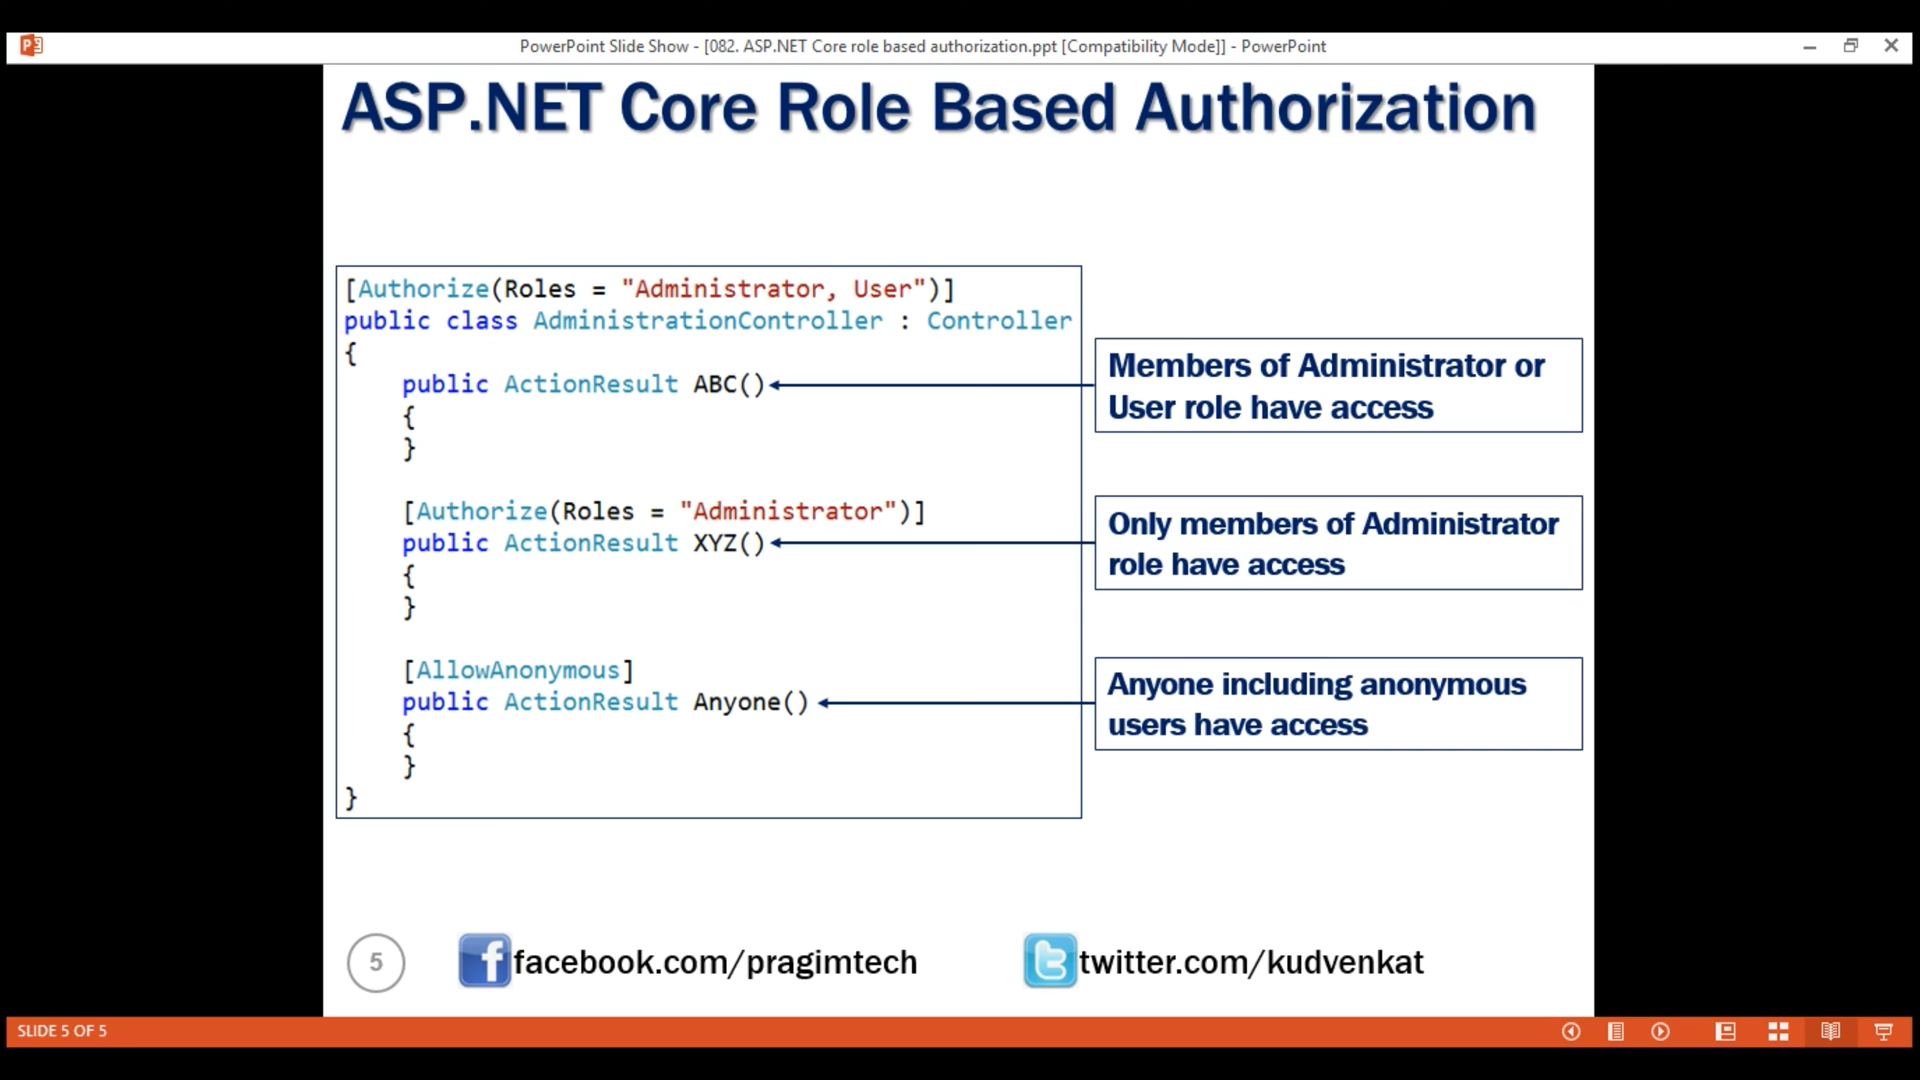 PowerPoint Slide Show - [082. ASP.NET Core role based authorization.ppt [Compatibility Mode]] - PowerPoint
ASP.NET Core Role Based Authorization
[Authorize(Roles = "Administrator, User")]
public class AdministrationController : Controller
{
public ActionResult ABC()
{
}
[Authorize(Roles = "Administrator")]
public ActionResult XYZ()
{
}
[AllowAnonymous]
public ActionResult Anyone()
{
}
}
Members of Administrator or
User role have access
Only members of Administrator
role have access
Anyone including anonymous
users have access
5
facebook.com/pragimtech
twitter.com/kudvenkat
SLIDE 5 OF 5